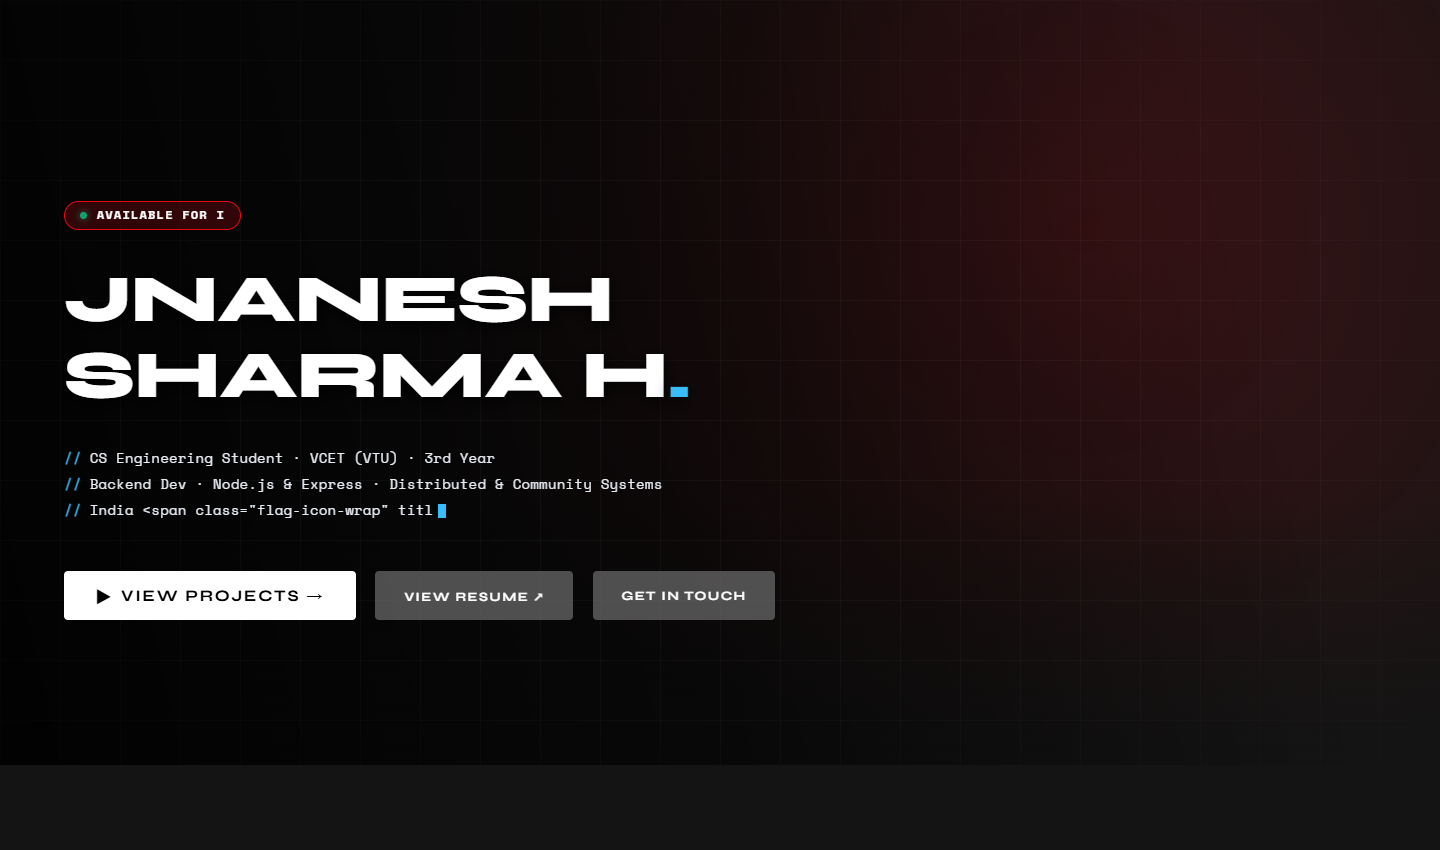 AVAILABLE FOR I
JNANESH
SHARMA H.
// CS Engineering Student · VCET (VTU) · 3rd Year
// Backend Dev · Node.js & Express · Distributed & Community Systems
// India <span class="flag-icon-wrap" titl
▶ VIEW PROJECTS → VIEW RESUME ↗ GET IN TOUCH